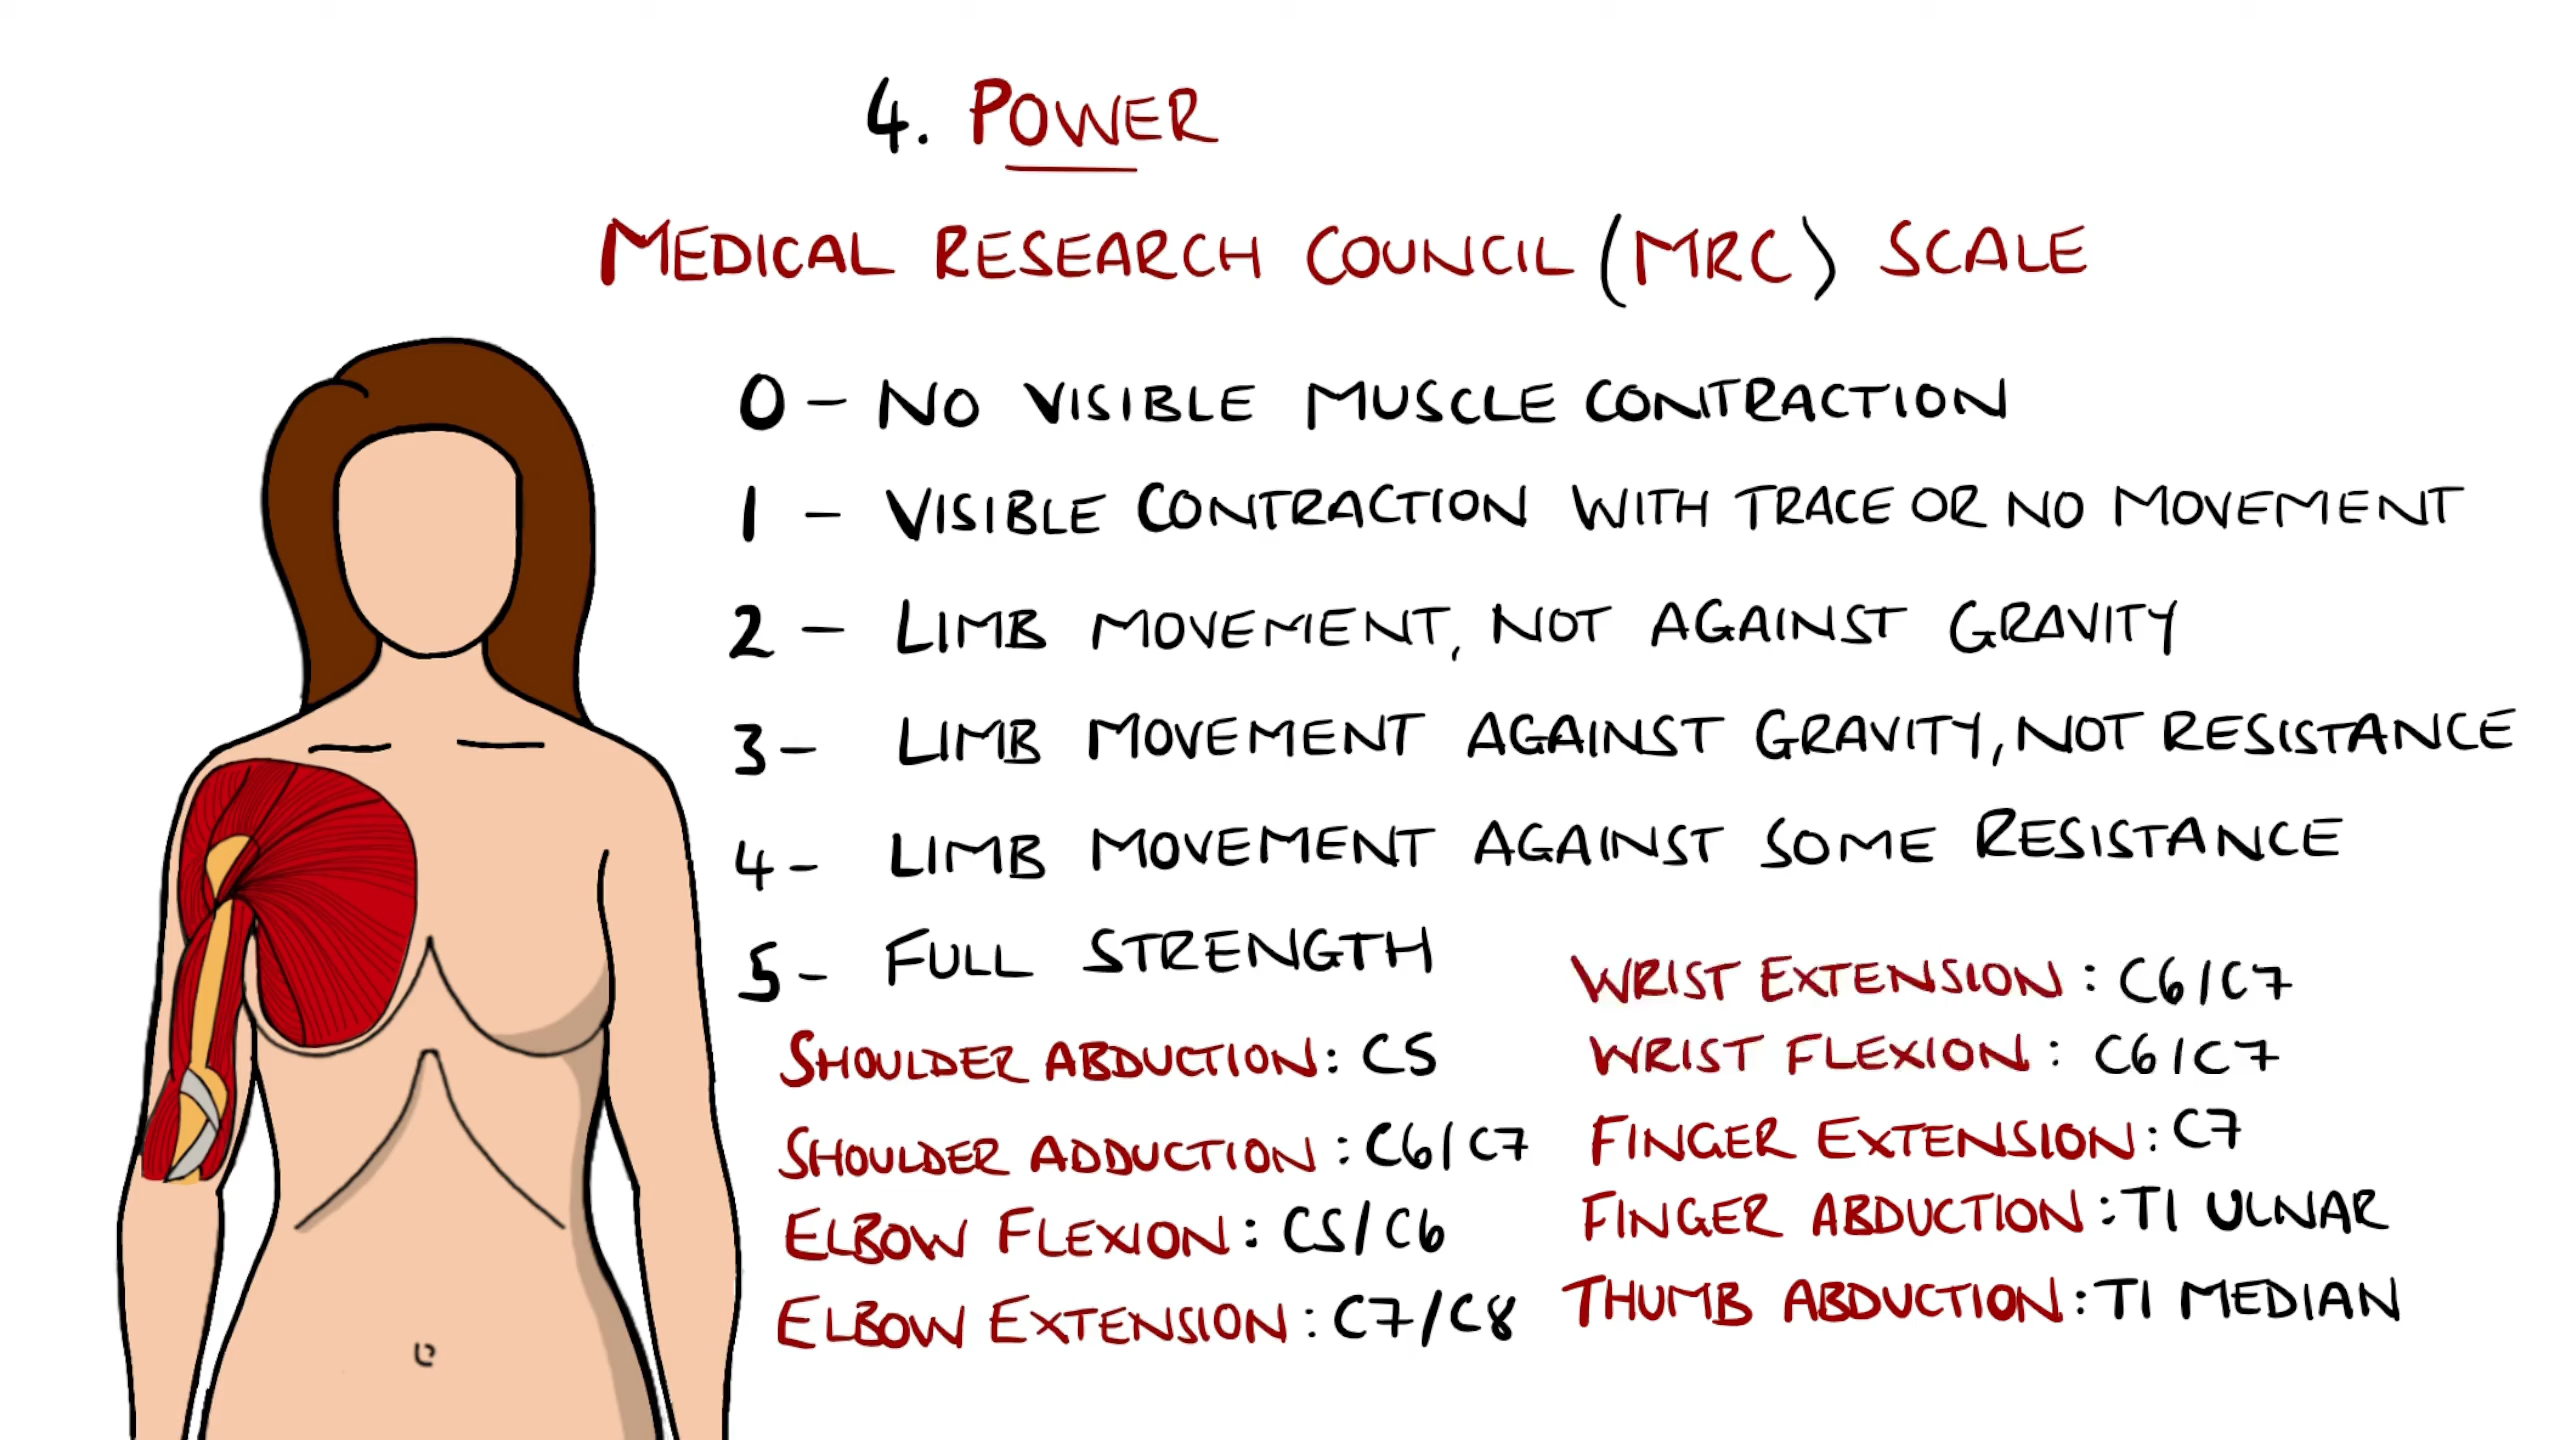 4. POWER
MEDICAL RESEARCH COUNCIL (MRC) SCALE
0 - NO VISIBLE MUSCLE CONTRACTION
1 - VISIBLE CONTRACTION WITH TRACE OR NO MOVEMENT
2 - LIMB MOVEMENT, NOT AGAINST GRAVITY
3 - LIMB MOVEMENT AGAINST GRAVITY, NOT RESISTANCE
4 - LIMB MOVEMENT AGAINST SOME RESISTANCE
5 - FULL STRENGTH
SHOULDER ABDUCTION: C5
SHOULDER ADDUCTION: C6/C7
ELBOW FLEXION: C5/C6
ELBOW EXTENSION: C7/C8
WRIST EXTENSION: C6/C7
WRIST FLEXION: C6/C7
FINGER EXTENSION: C7
FINGER ABDUCTION: T1 ULNAR
THUMB ABDUCTION: T1 MEDIAN